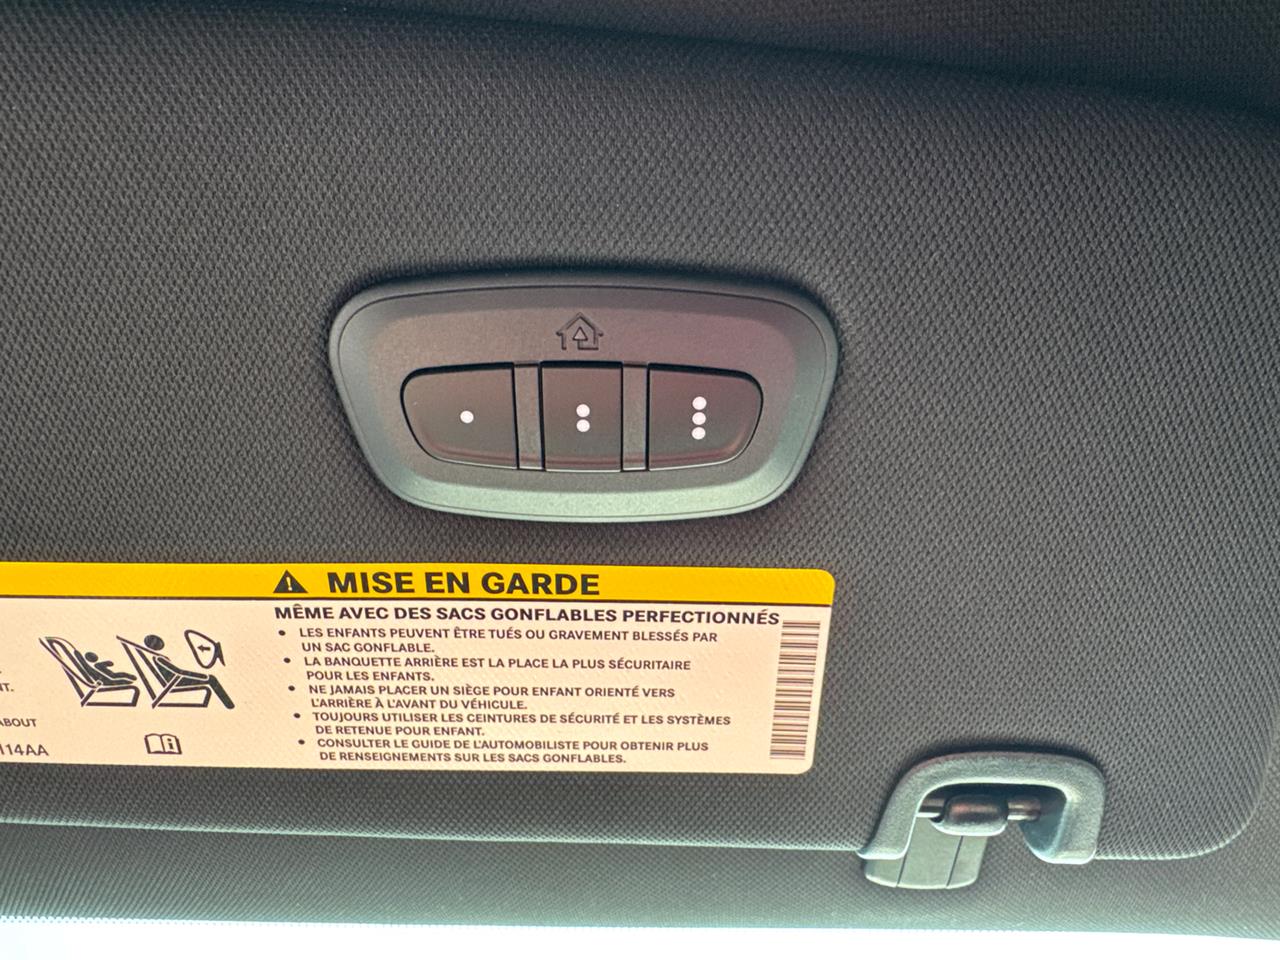 MISE EN GARDE
MÊME AVEC DES SACS GONFLABLES PERFECTIONNÉS
• LES ENFANTS PEUVENT ÊTRE TUÉS OU GRAVEMENT BLESSÉS PAR
UN SAC GONFLABLE.
• LA BANQUETTE ARRIÈRE EST LA PLACE LA PLUS SÉCURITAIRE
POUR LES ENFANTS.
• NE JAMAIS PLACER UN SIÈGE POUR ENFANT ORIENTÉ VERS
L'ARRIÈRE À L'AVANT DU VÉHICULE.
• TOUJOURS UTILISER LES CEINTURES DE SÉCURITÉ ET LES SYSTÈMES
DE RETENUE POUR ENFANT.
• CONSULTER LE GUIDE DE L'AUTOMOBILISTE POUR OBTENIR PLUS
DE RENSEIGNEMENTS SUR LES SACS GONFLABLES.
ABOUT
114AA